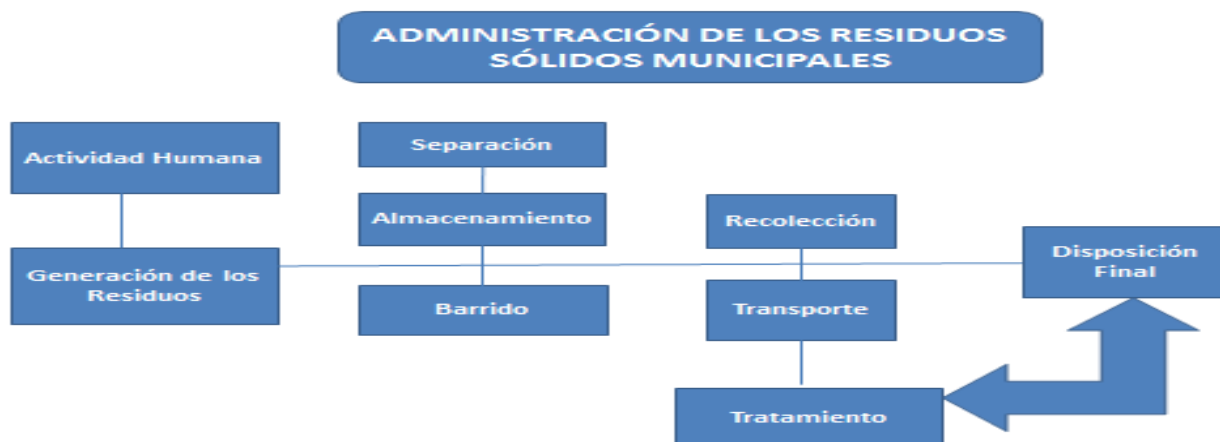 ADMINISTRACIÓN DE LOS RESIDUOS
SÓLIDOS MUNICIPALES
Actividad Humana
Generación de los
Residuos
Separación
Almacenamiento
Barrido
Recolección
Transporte
Tratamiento
Disposición
Final